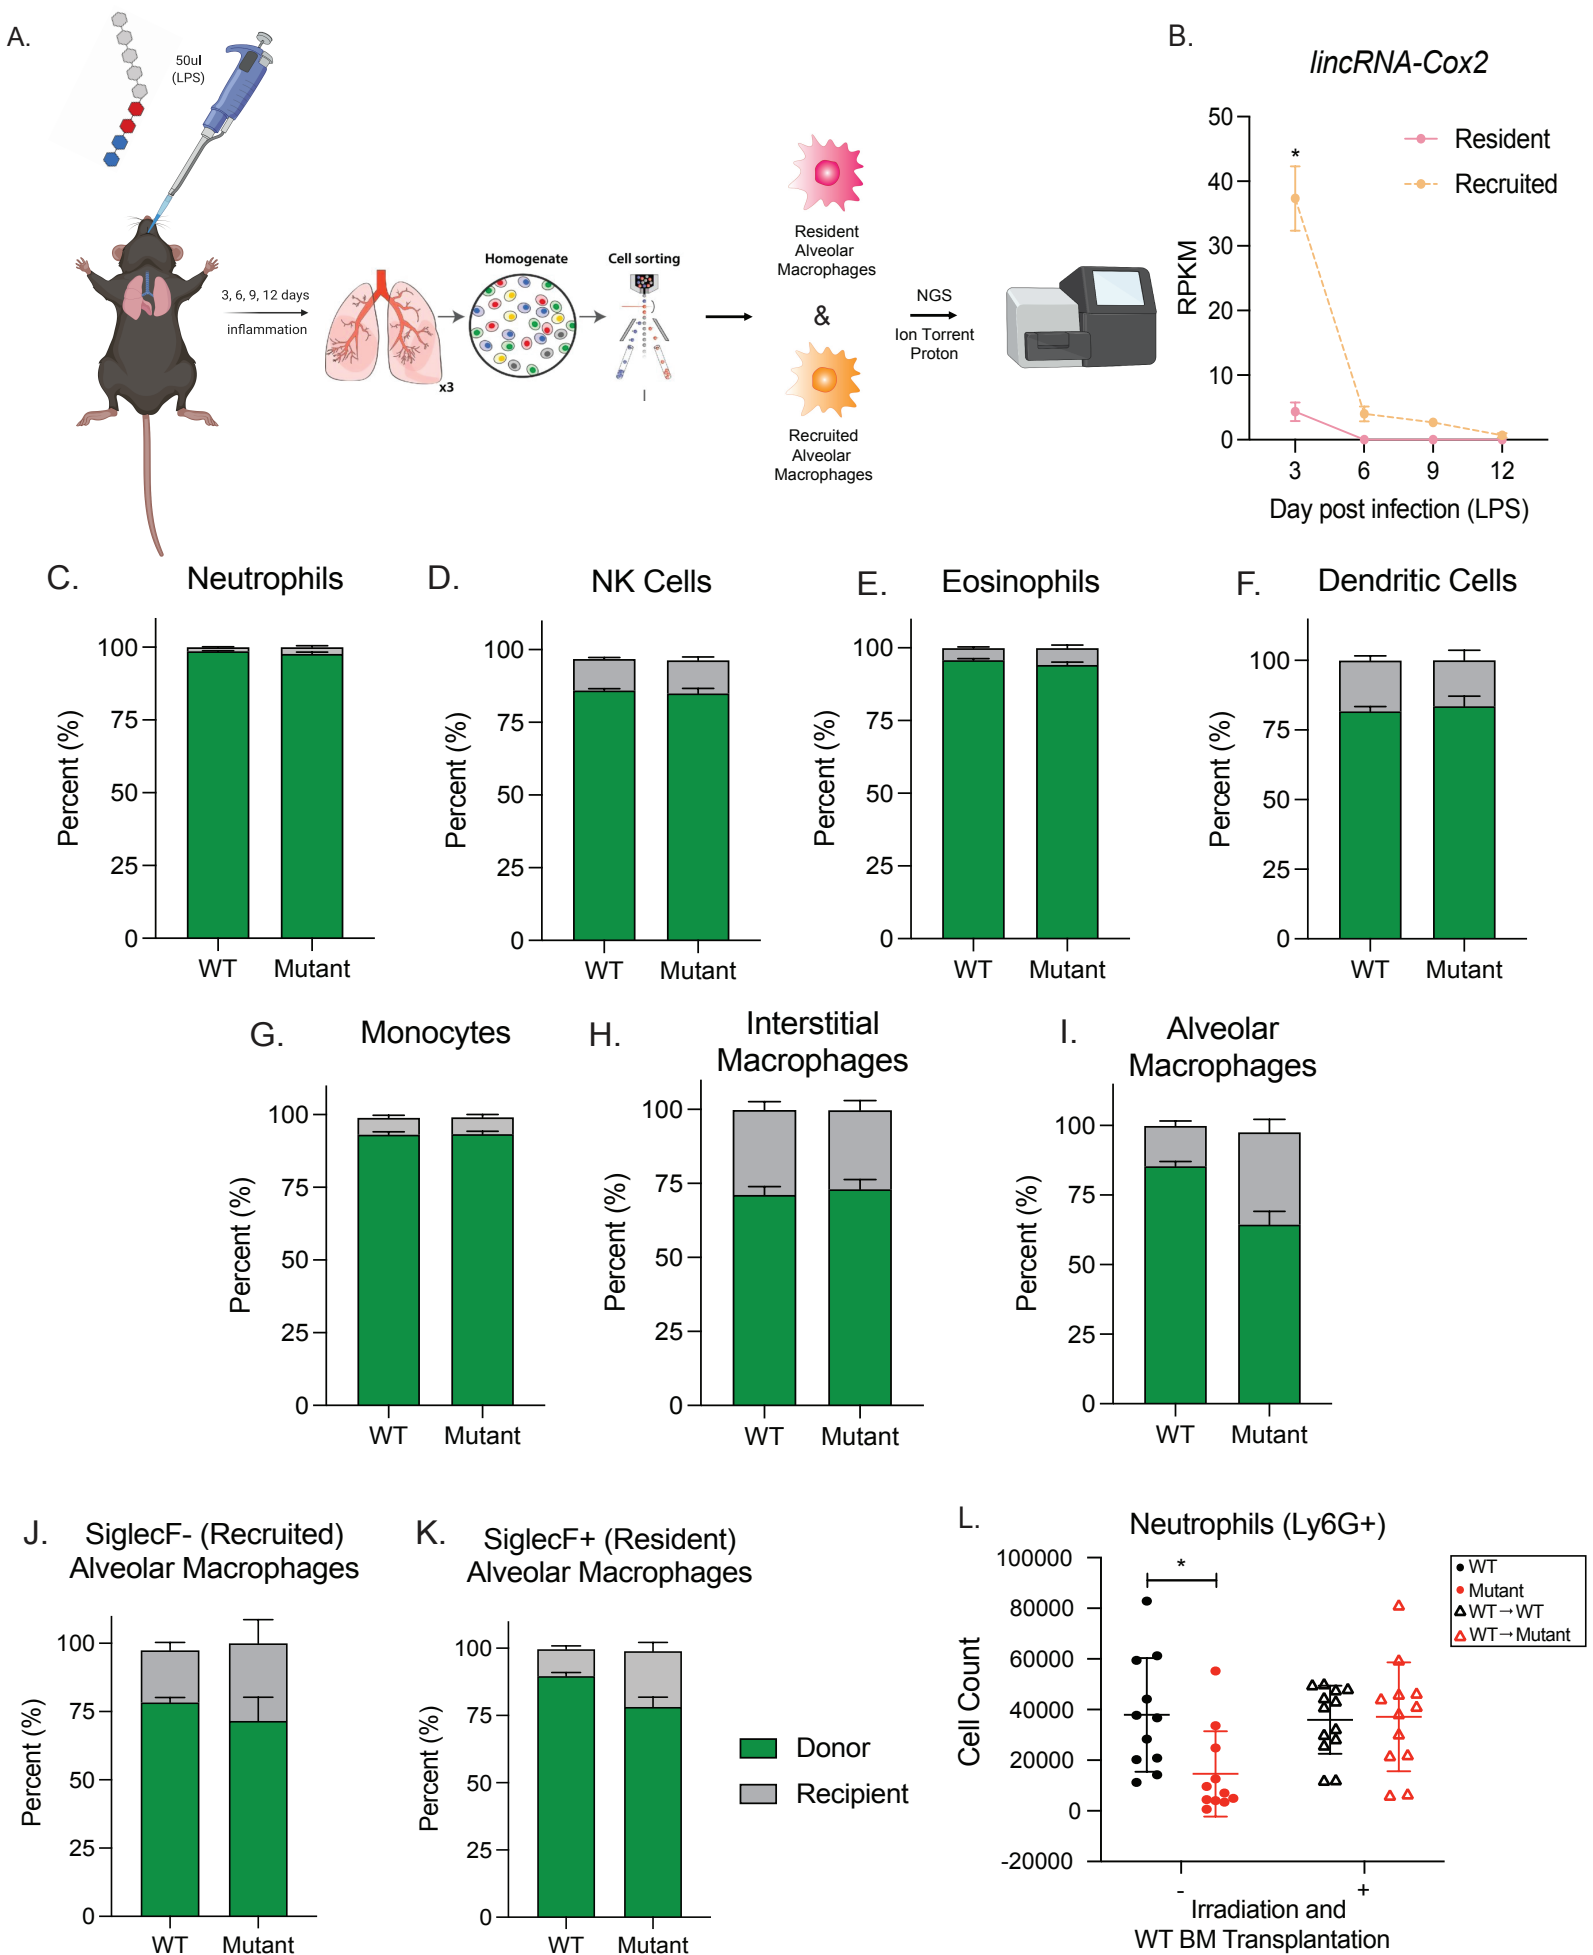 A.
50ul
(LPS)
3, 6, 9, 12 days
inflammation
x3
Homogenate
Cell sorting
Resident
Alveolar
Macrophages
&
Recruited
Alveolar
Macrophages
NGS
Ion Torrent
Proton
B.
lincRNA-Cox2
RPKM
50
40
30
20
10
0
*
Resident
Recruited
3 6 9 12
Day post infection (LPS)
C. Neutrophils
Percent (%)
100
75
50
25
0
WT Mutant
D. NK Cells
Percent (%)
100
75
50
25
0
WT Mutant
E. Eosinophils
Percent (%)
100
75
50
25
0
WT Mutant
F. Dendritic Cells
Percent (%)
100
75
50
25
0
WT Mutant
G. Monocytes
Percent (%)
100
75
50
25
0
WT Mutant
H. Interstitial
Macrophages
Percent (%)
100
75
50
25
0
WT Mutant
I. Alveolar
Macrophages
Percent (%)
100
75
50
25
0
WT Mutant
J. SiglecF- (Recruited)
Alveolar Macrophages
Percent (%)
100
75
50
25
0
WT Mutant
K. SiglecF+ (Resident)
Alveolar Macrophages
Percent (%)
100
75
50
25
0
WT Mutant
Donor
Recipient
L. Neutrophils (Ly6G+)
Cell Count
100000
80000
60000
40000
20000
0
-20000
*
- +
Irradiation and
WT BM Transplantation
WT
Mutant
WT→WT
WT→Mutant